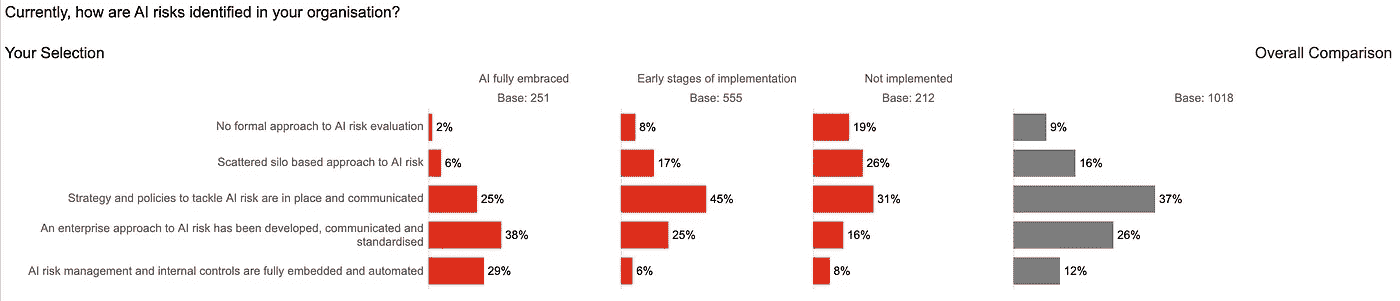 Currently, how are AI risks identified in your organisation?
Your Selection
Overall Comparison
AI fully embraced
Early stages of implementation
Not implemented
Base: 251
Base: 555
Base: 212
Base: 1018
No formal approach to AI risk evaluation
2%
8%
19%
9%
Scattered silo based approach to AI risk
6%
17%
26%
16%
Strategy and policies to tackle AI risk are in place and communicated
25%
45%
31%
37%
An enterprise approach to AI risk has been developed, communicated and
standardised
38%
25%
16%
26%
AI risk management and internal controls are fully embedded and automated
29%
6%
8%
12%